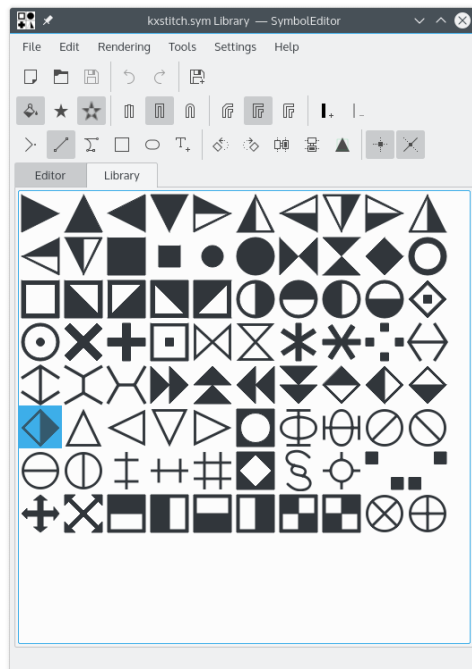 kxstitch.sym Library — SymbolEditor
File Edit Rendering Tools Settings Help
Editor Library